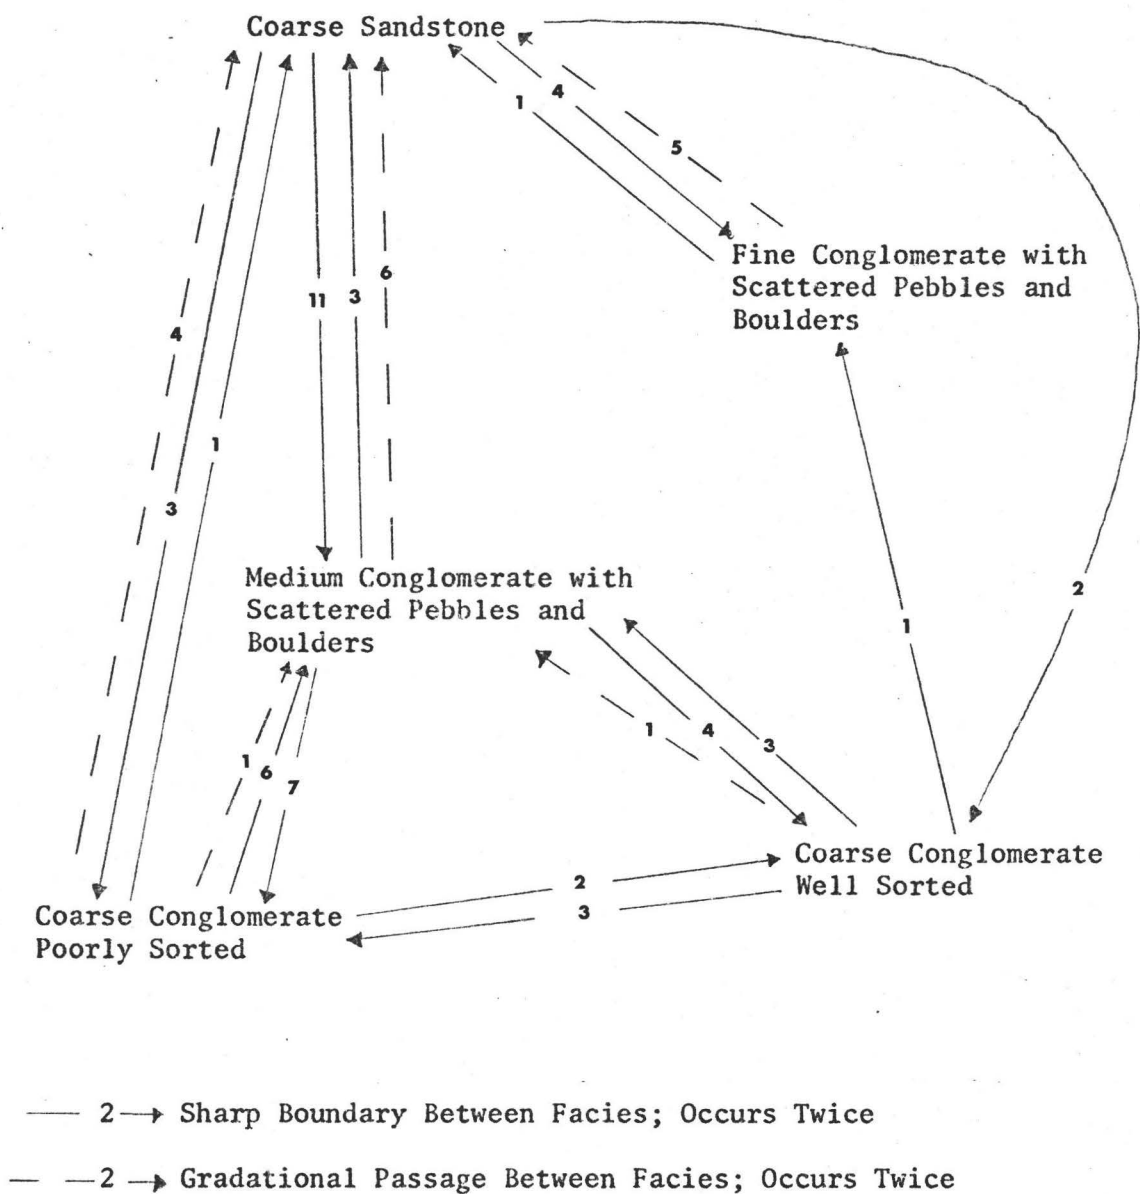 Coarse Sandstone
4
1
5
Fine Conglomerate with
Scattered Pebbles and
Boulders
6
11
3
4
1
3
Medium Conglomerate with
Scattered Pebbles and
Boulders
2
1
1
4
3
1
6
7
Coarse Conglomerate
Well Sorted
2
3
Coarse Conglomerate
Poorly Sorted
2 Sharp Boundary Between Facies; Occurs Twice
2 Gradational Passage Between Facies; Occurs Twice